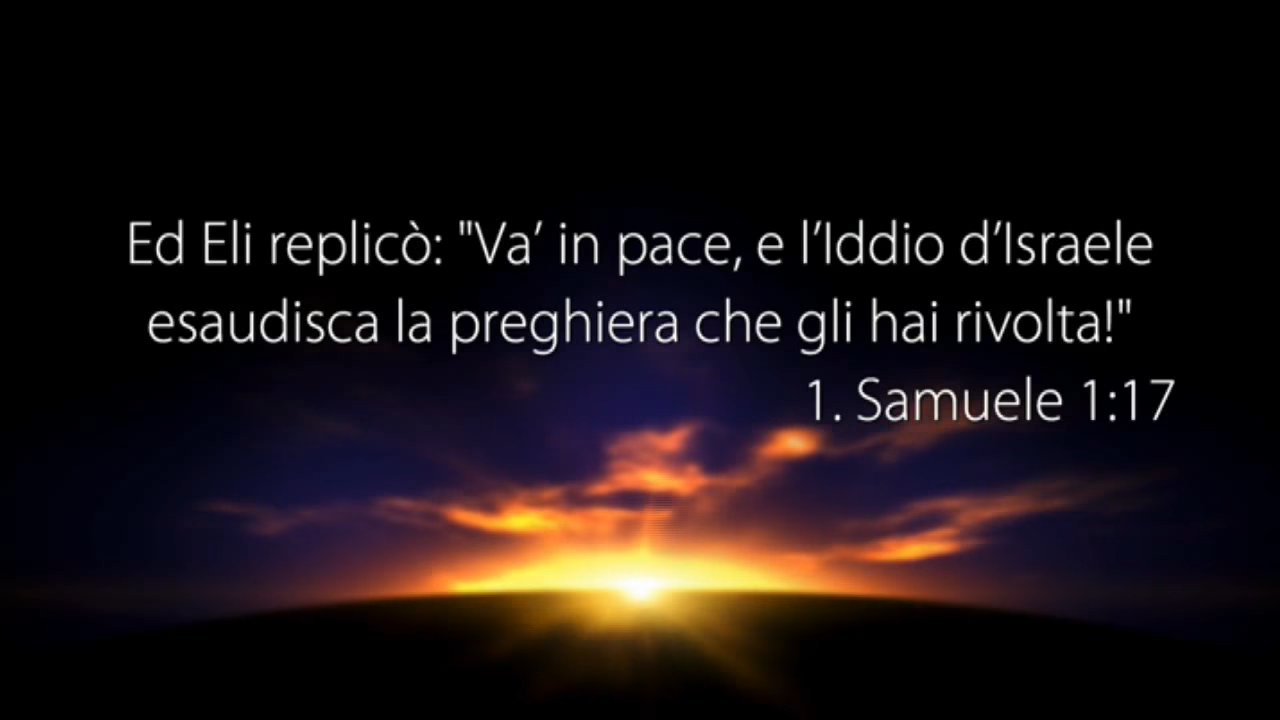 Ed Eli replicò: "Va’ in pace, e l’Iddio d’Israele
esaudisca la preghiera che gli hai rivolta!"
1. Samuele 1:17